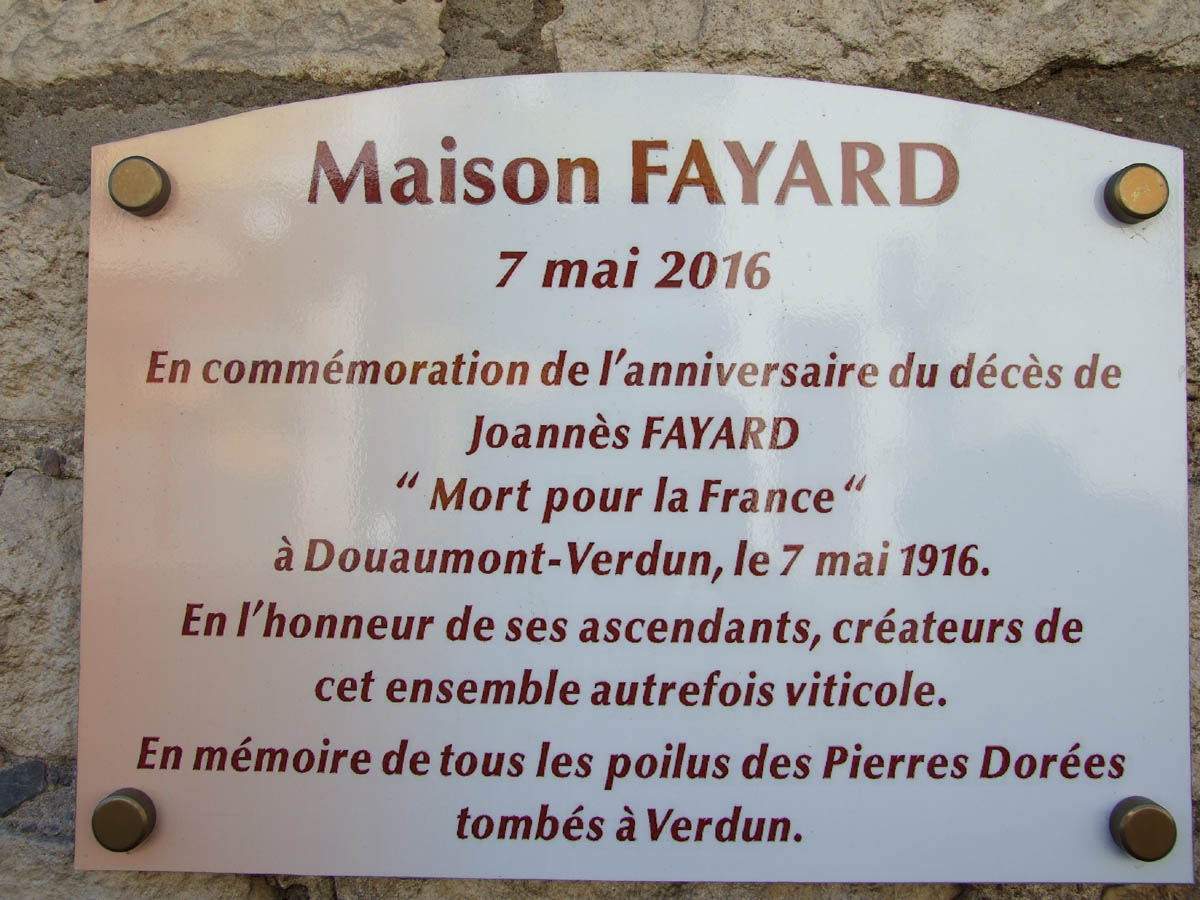 Maison FAYARD
7 mai 2016
En commémoration de l’anniversaire du décès de
Joannès FAYARD
“ Mort pour la France “
à Douaumont-Verdun, le 7 mai 1916.
En l’honneur de ses ascendants, créateurs de
cet ensemble autrefois viticole.
En mémoire de tous les poilus des Pierres Dorées
tombés à Verdun.